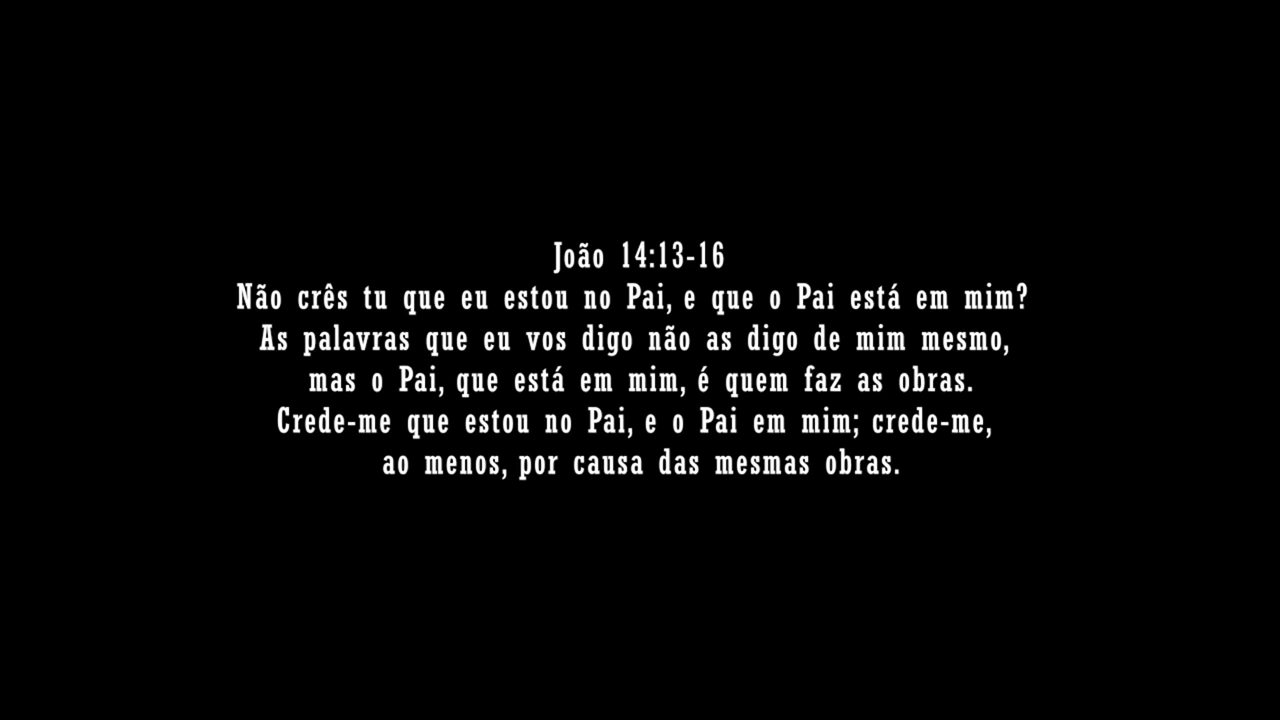 João 14:13-16
Não crês tu que eu estou no Pai, e que o Pai está em mim?
As palavras que eu vos digo não as digo de mim mesmo,
mas o Pai, que está em mim, é quem faz as obras.
Crede-me que estou no Pai, e o Pai em mim; crede-me,
ao menos, por causa das mesmas obras.